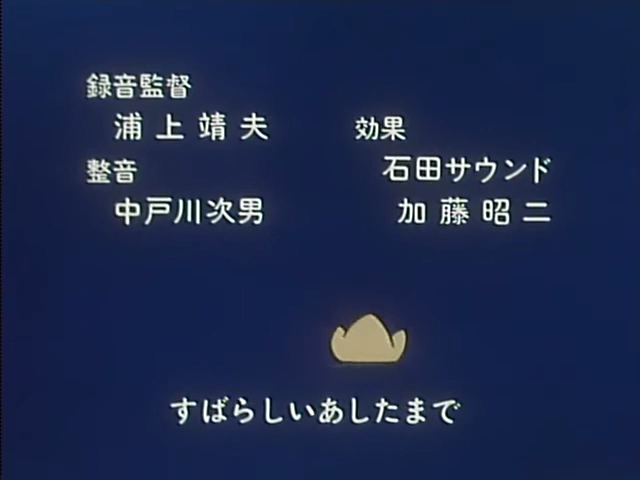 録音監督
浦上靖夫
整音
中戸川次男
効果
石田サウンド
加藤昭二
すばらしいあしたまで